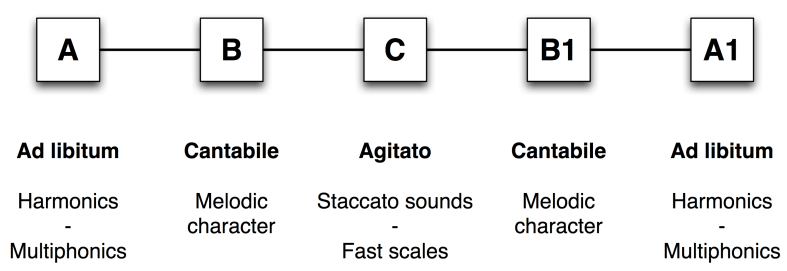 A B C B1 A1
Ad libitum Cantabile Agitato Cantabile Ad libitum
Harmonics Melodic Staccato sounds Melodic Harmonics
- character - character -
Multiphonics Fast scales Multiphonics